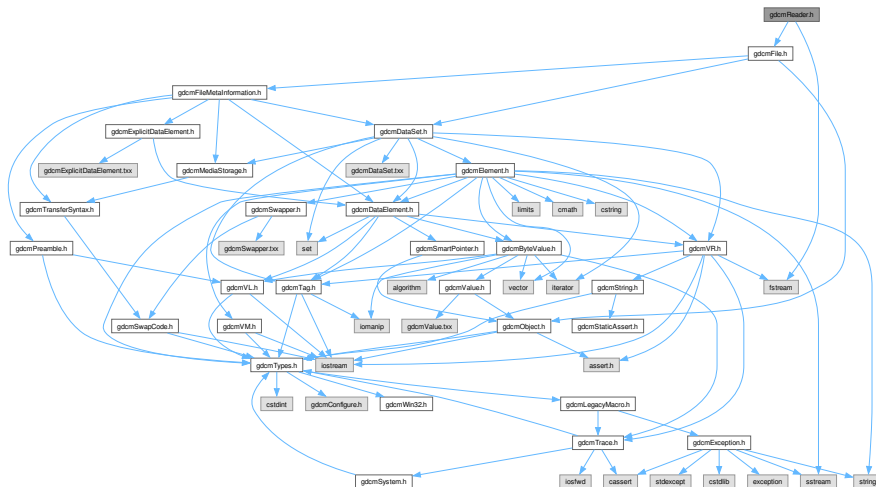 gdcmReader.h
gdcmFile.h
gdcmFileMetaInformation.h
gdcmExplicitDataElement.h
gdcmDataSet.h
gdcmExplicitDataElement.txx
gdcmMediaStorage.h
gdcmDataSet.txx
gdcmElement.h
gdcmTransferSyntax.h
gdcmSwapper.h
gdcmDataElement.h
limits
cmath
cstring
gdcmPreamble.h
gdcmSwapper.txx
set
gdcmSmartPointer.h
gdcmByteValue.h
gdcmVR.h
gdcmVL.h
gdcmTag.h
algorithm
gdcmValue.h
vector
iterator
gdcmString.h
fstream
gdcmSwapCode.h
gdcmVM.h
iomanip
gdcmValue.txx
gdcmObject.h
gdcmStaticAssert.h
gdcmTypes.h
iostream
assert.h
cstdint
gdcmConfigure.h
gdcmWin32.h
gdcmLegacyMacro.h
gdcmTrace.h
gdcmException.h
gdcmSystem.h
iosfwd
cassert
stdexcept
cstdlib
exception
sstream
string